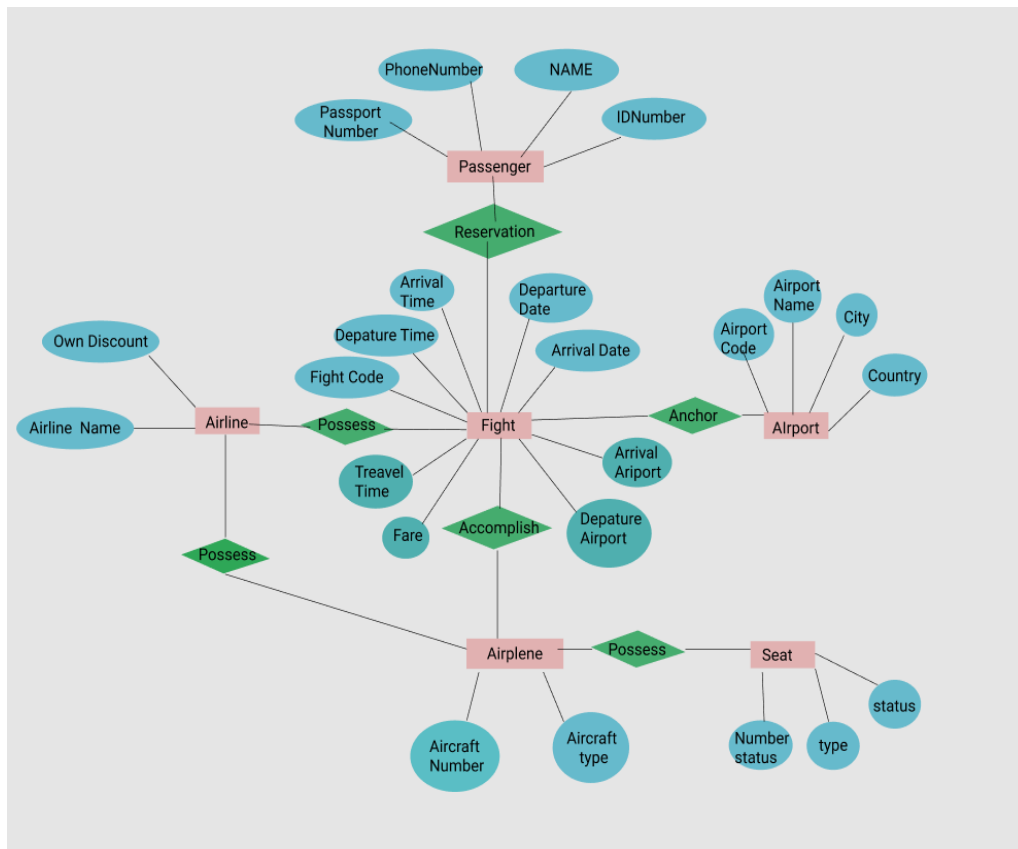 PhoneNumber
NAME
Passport
Number
IDNumber
Passenger
Reservation
Arrival
Time
Departure
Date
Airport
Name
Depature Time
Airport
Code
City
Own Discount
Arrival Date
Fight Code
Country
Airline Name
Airline
Possess
Fight
Anchor
AIrport
Treavel
Time
Arrival
Ariport
Fare
Accomplish
Depature
Airport
Possess
Airplene
Possess
Seat
status
Aircraft
Number
Aircraft
type
Number
status
type